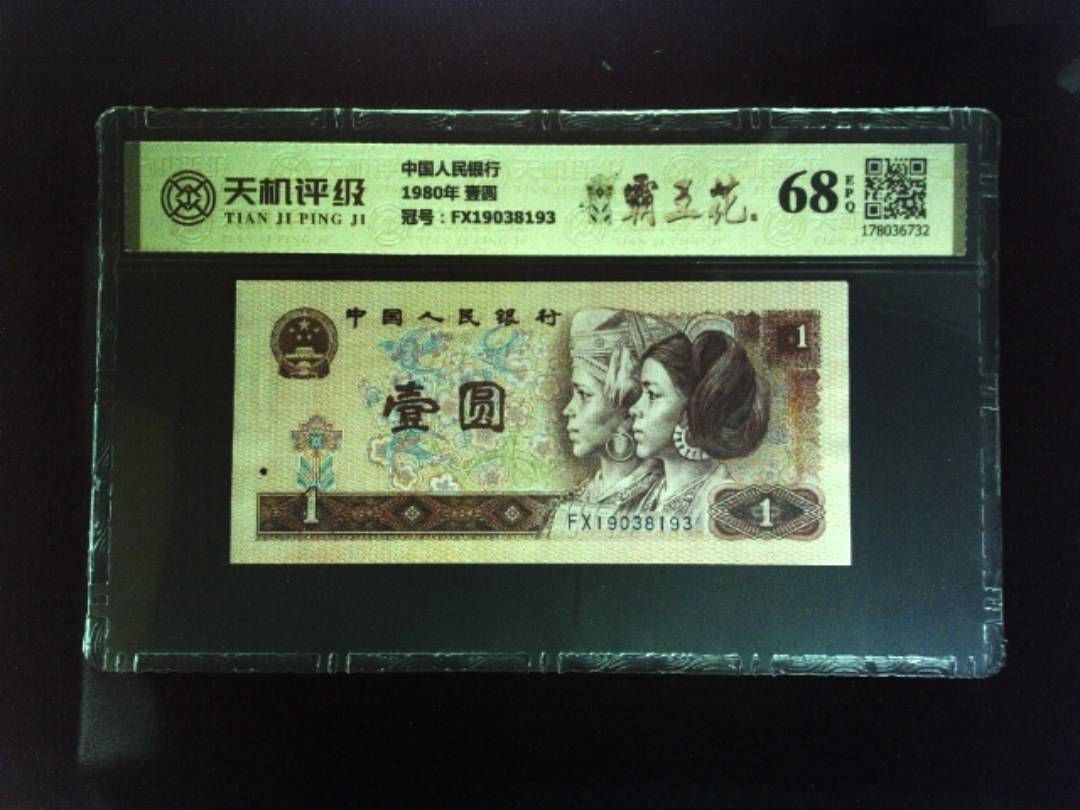 天机评级
TIAN JI PING JI
中国人民银行
1980年 壹圆
冠号：FX19038193
霸王花
68
EPQ
178036732
中国人民银行
1
壹圆
1
FX19038193
1